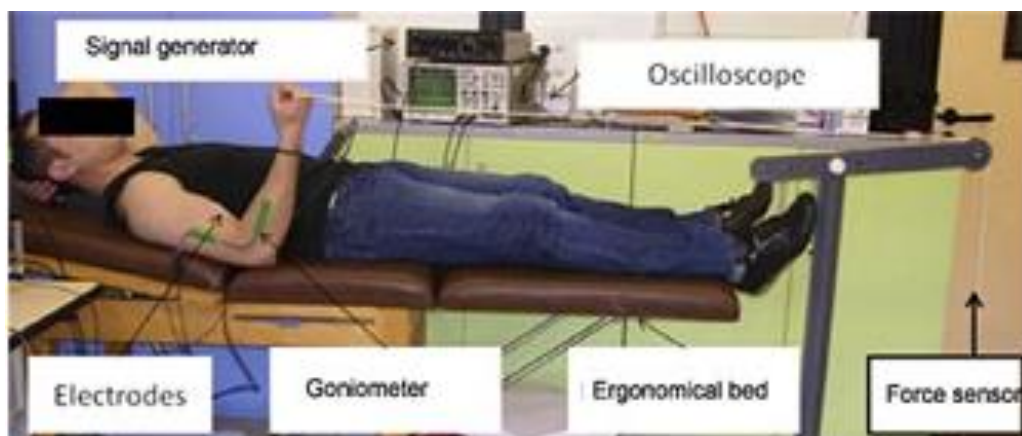 Signal generator
Oscilloscope
Electrodes
Goniometer
Ergonomical bed
Force sensor